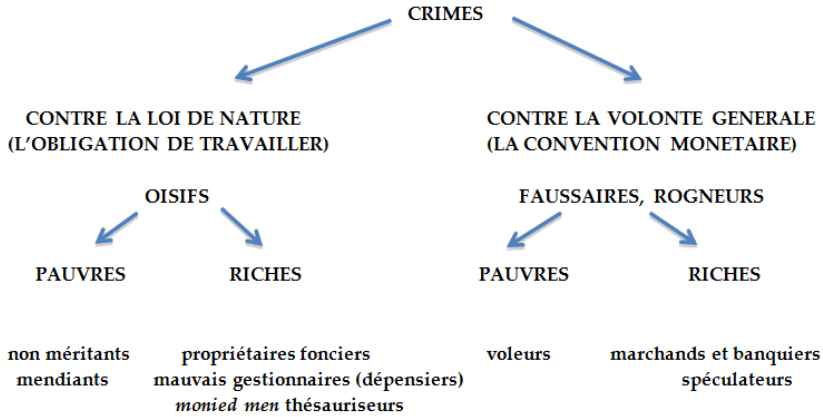 CRIMES
CONTRE LA LOI DE NATURE
(L'OBLIGATION DE TRAVAILLER)
CONTRE LA VOLONTE GENERALE
(LA CONVENTION MONETAIRE)
OISIFS
FAUSSAIRES, ROGNEURS
PAUVRES
RICHES
PAUVRES
RICHES
non méritants
mendiants
propriétaires fonciers
mauvais gestionnaires (dépensiers)
monied men thésauriseurs
voleurs
marchands et banquiers
spéculateurs